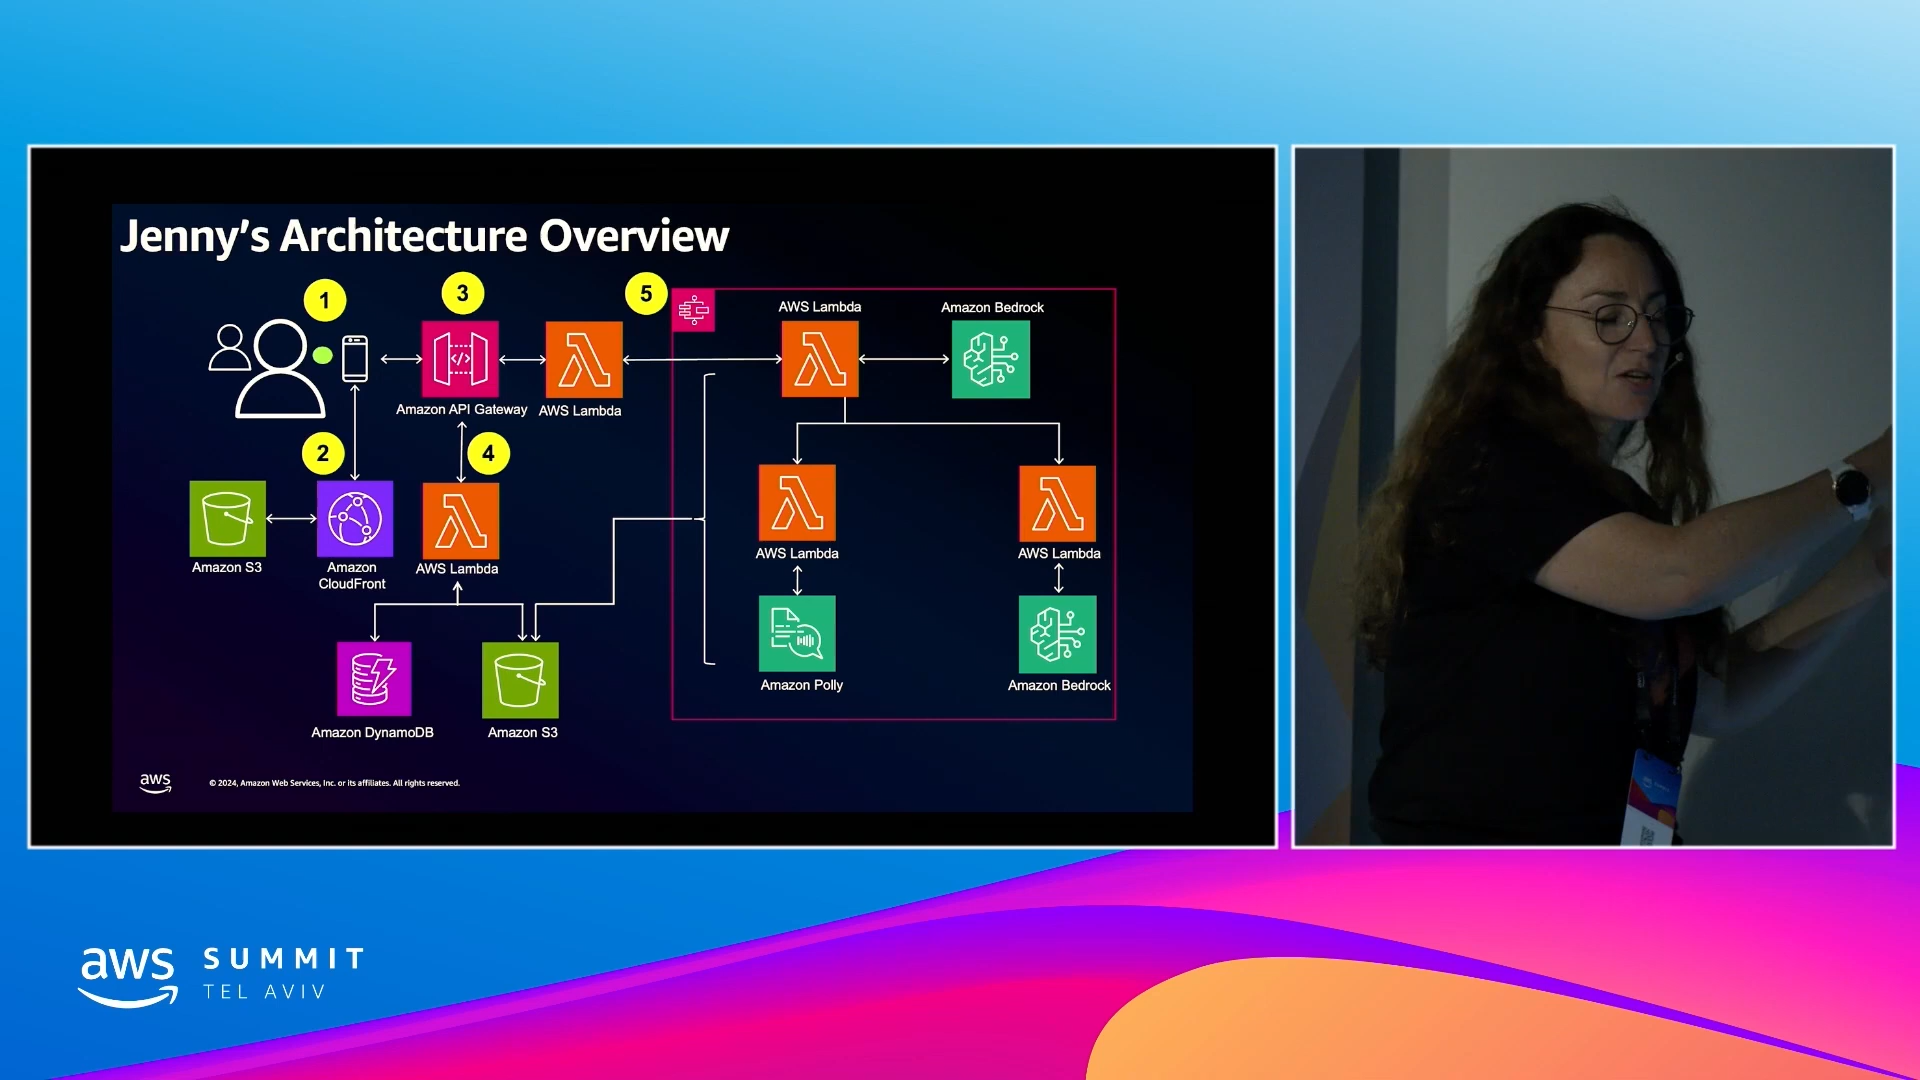 Jenny's Architecture Overview
1
3
5
AWS Lambda
Amazon Bedrock
Amazon API Gateway
AWS Lambda
2
4
Amazon S3
Amazon
CloudFront
AWS Lambda
AWS Lambda
AWS Lambda
Amazon DynamoDB
Amazon S3
Amazon Polly
Amazon Bedrock
aws
© 2024, Amazon Web Services, Inc. or its affiliates. All rights reserved.
aws
SUMMIT
TEL AVIV